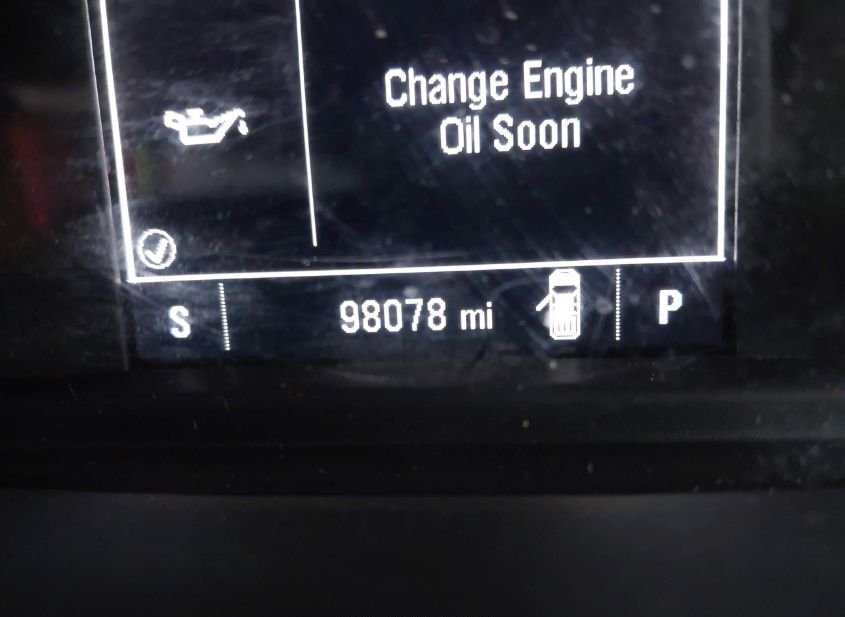 Change Engine
Oil Soon
S 98078 mi P